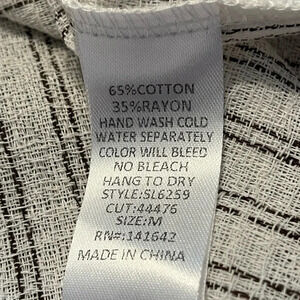 65%COTTON
35%RAYON
HAND WASH COLD
WATER SEPARATELY
COLOR WILL BLEED
NO BLEACH
HANG TO DRY
STYLE:SL6259
CUT:44476
SIZE:M
RN#:141642
MADE IN CHINA